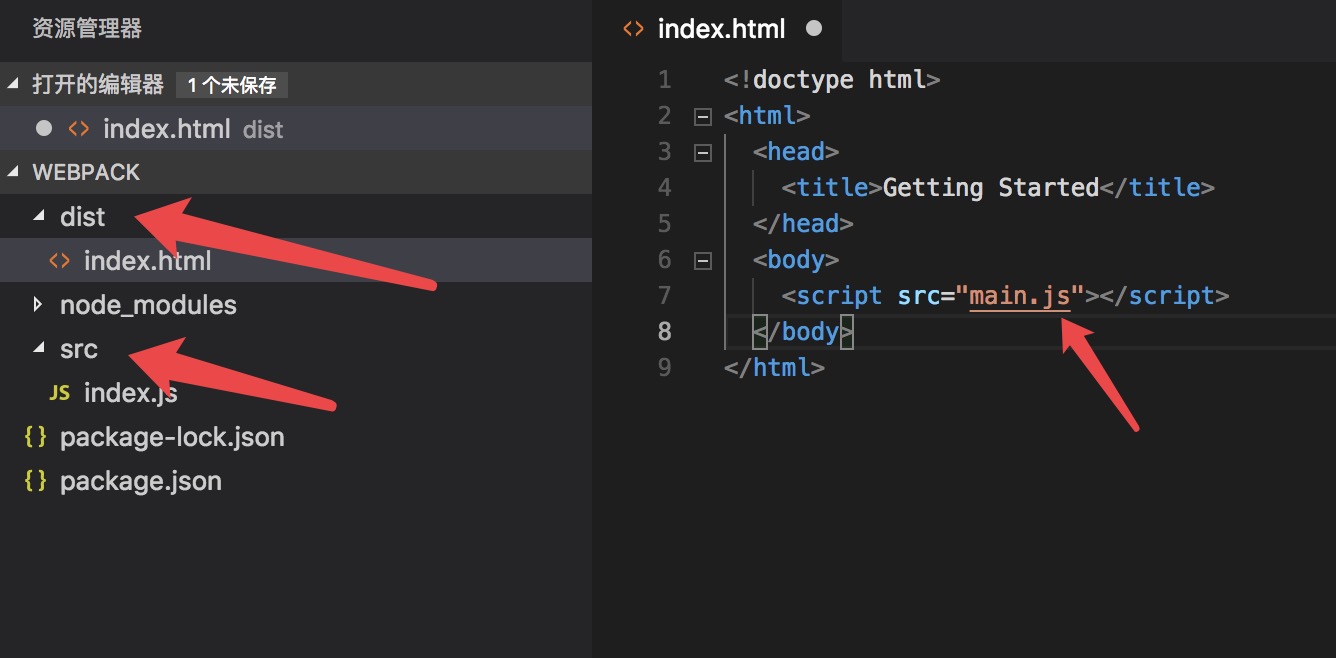 资源管理器
打开的编辑器 1 个未保存
<> index.html dist
WEBPACK
dist
<> index.html
node_modules
src
JS index.js
{} package-lock.json
{} package.json
<> index.html
1 <!doctype html>
2 <html>
3 <head>
4 <title>Getting Started</title>
5 </head>
6 <body>
7 <script src="main.js"></script>
8 </body>
9 </html>